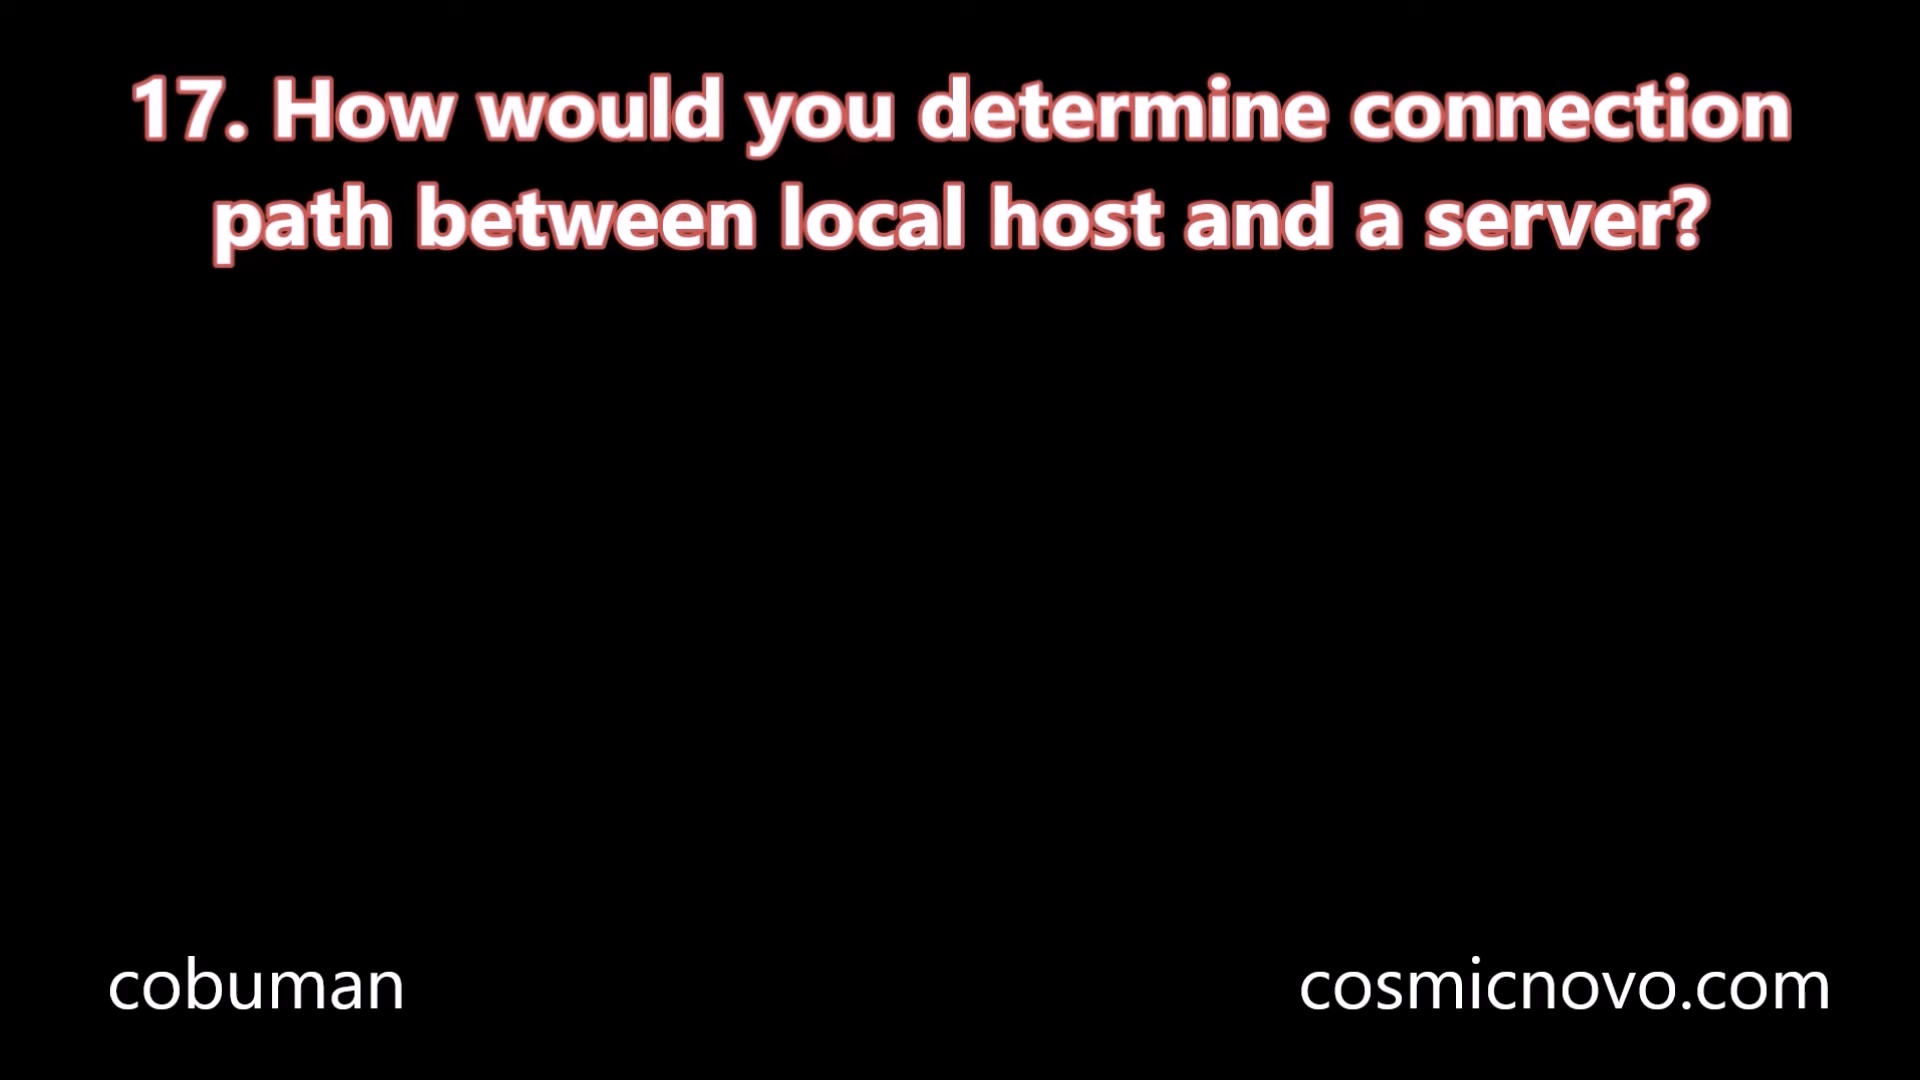 17. How would you determine connection
path between local host and a server?
cobuman
cosmicnovo.com